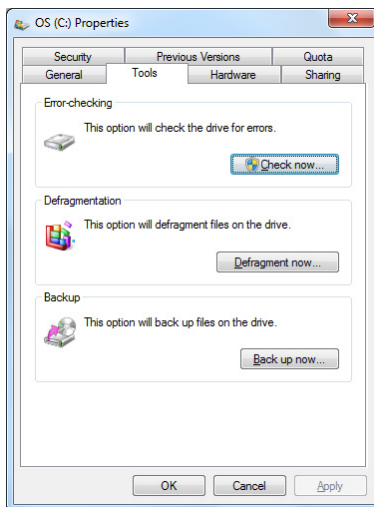 OS (C:) Properties
Security Previous Versions Quota
General Tools Hardware Sharing
Error-checking
This option will check the drive for errors.
Check now...
Defragmentation
This option will defragment files on the drive.
Defragment now...
Backup
This option will back up files on the drive.
Back up now...
OK Cancel Apply